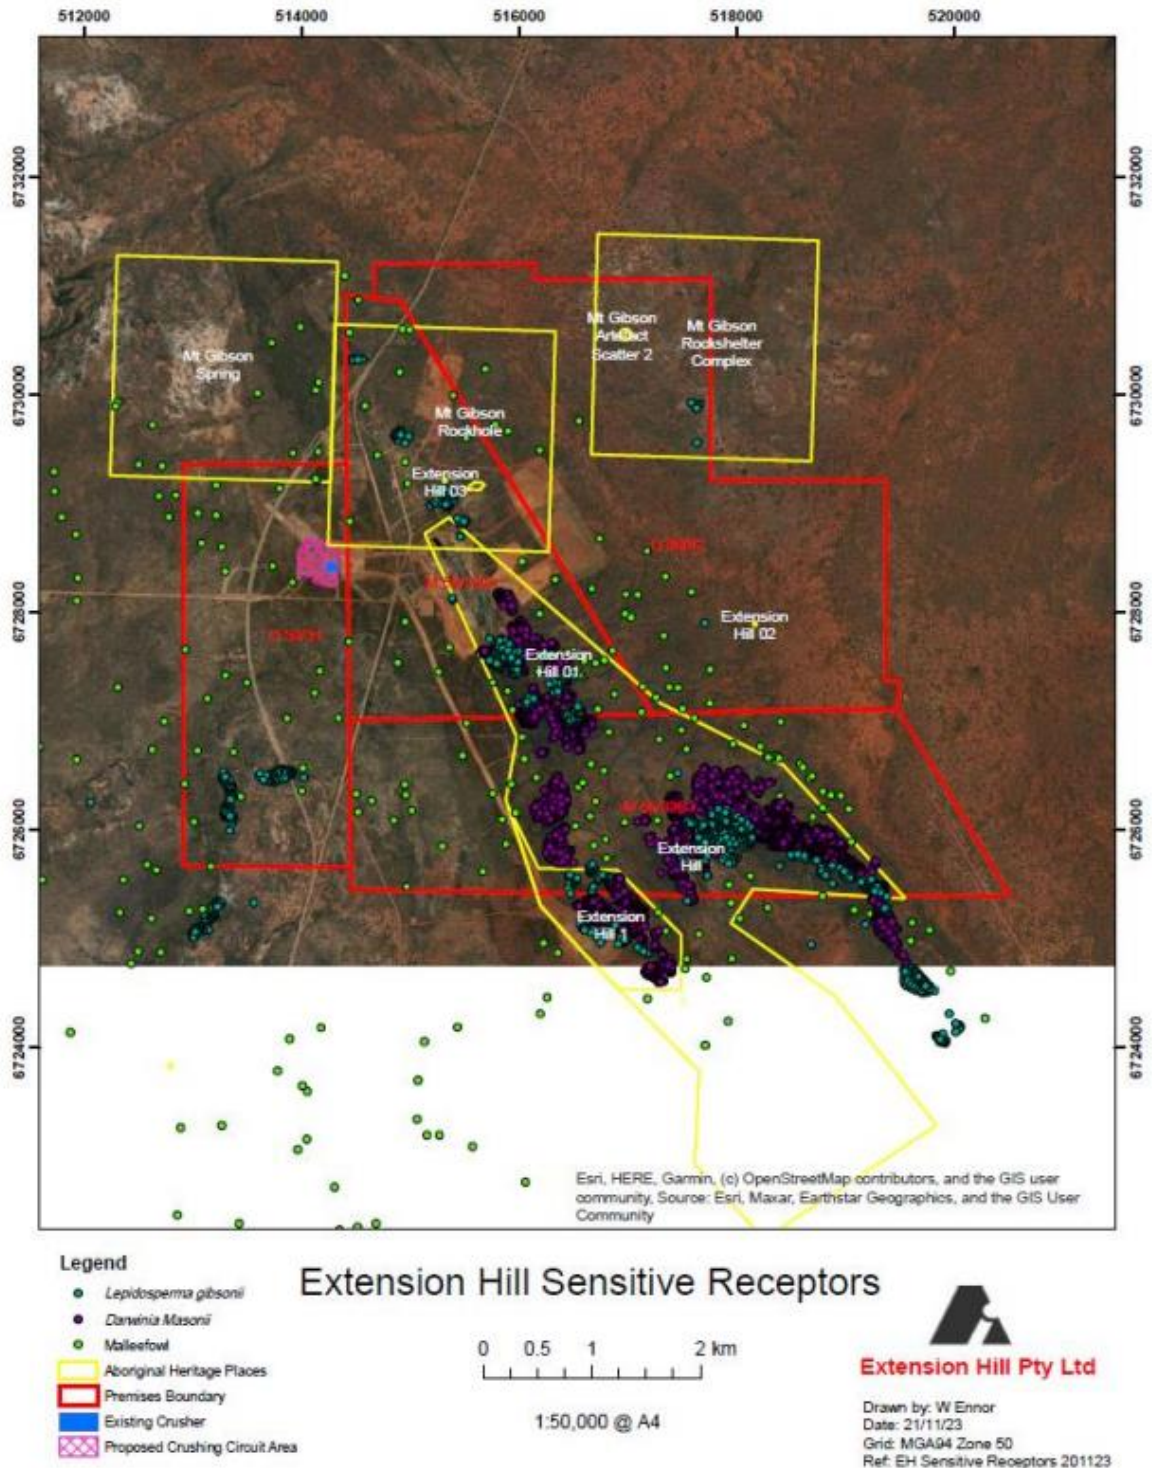 512000 514000 516000 518000 520000
6732000 6732000
Mt Gibson
Artefact
Scatter 2
Mt Gibson
Rockshelter
Complex
Mt Gibson
Spring
6730000 6730000
Mt Gibson
Rockhole
Extension
Hill 03
6728000 6728000
Extension
Hill 02
Extension
Hill 01
6726000 6726000
Extension
Hill
Extension
Hill 1
6724000 6724000
Esri, HERE, Garmin, (c) OpenStreetMap contributors, and the GIS user
community, Source: Esri, Maxar, Earthstar Geographics, and the GIS User
Community
Legend
Lepidosperma gibsonii
Darwinia Masonii
Malleefowl
Aboriginal Heritage Places
Premises Boundary
Existing Crusher
Proposed Crushing Circuit Area
Extension Hill Sensitive Receptors
0 0.5 1 2 km
1:50,000 @ A4
Extension Hill Pty Ltd
Drawn by: W Ennor
Date: 21/11/23
Grid: MGA94 Zone 50
Ref: EH Sensitive Receptors 201123